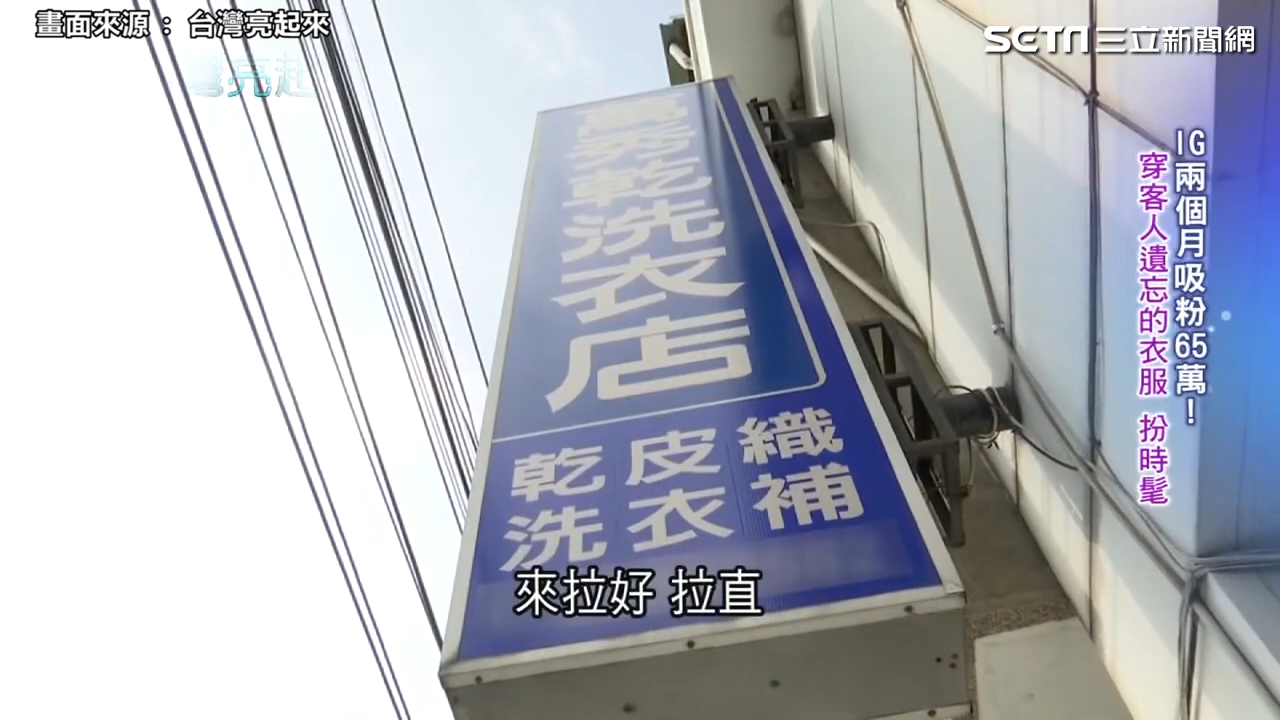 畫面來源： 台灣亮起來
SETN三立新聞網
IG兩個月吸粉65萬！
穿客人遺忘的衣服 扮時髦
萬秀乾洗衣店
織補
皮衣
乾洗
來拉好 拉直